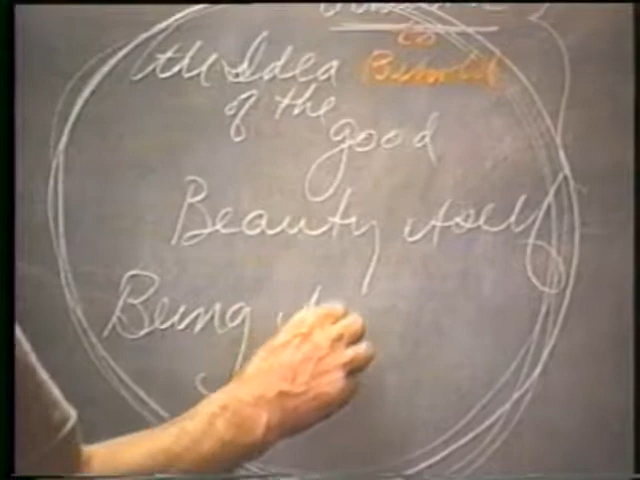 the Idea
of the
good
Beauty itself
Being